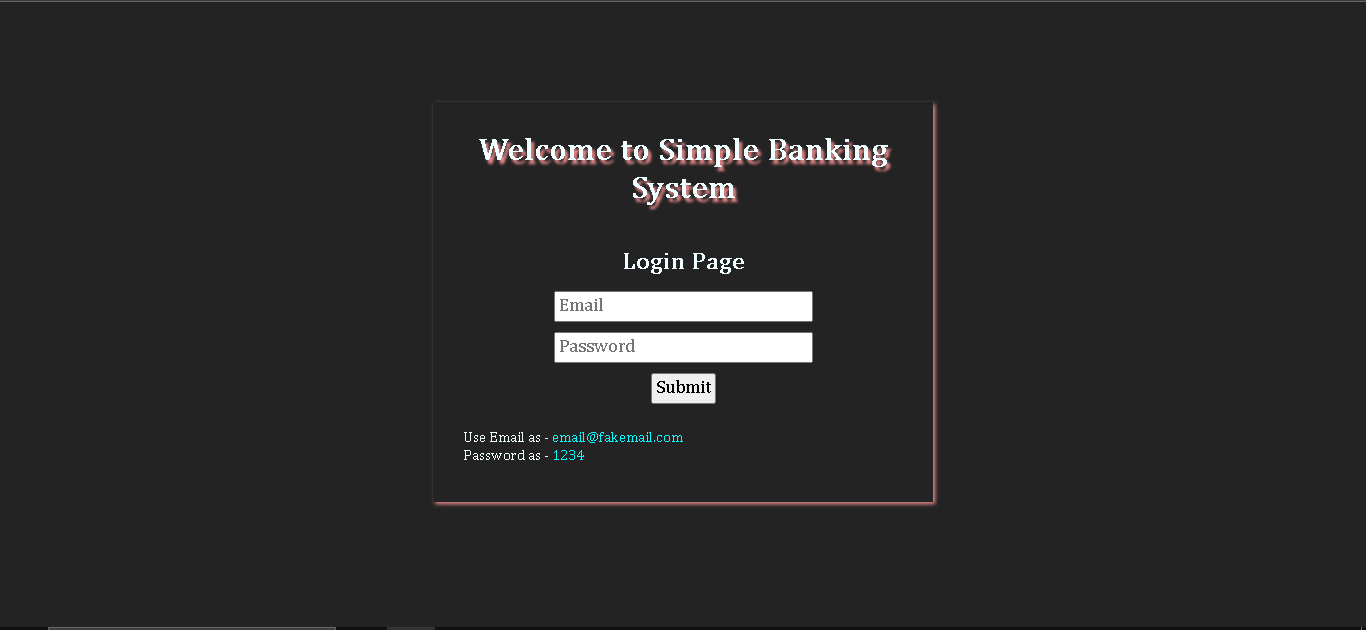 Welcome to Simple Banking
System
Login Page
Email
Password
Submit
Use Email as - email@fakemail.com
Password as - 1234